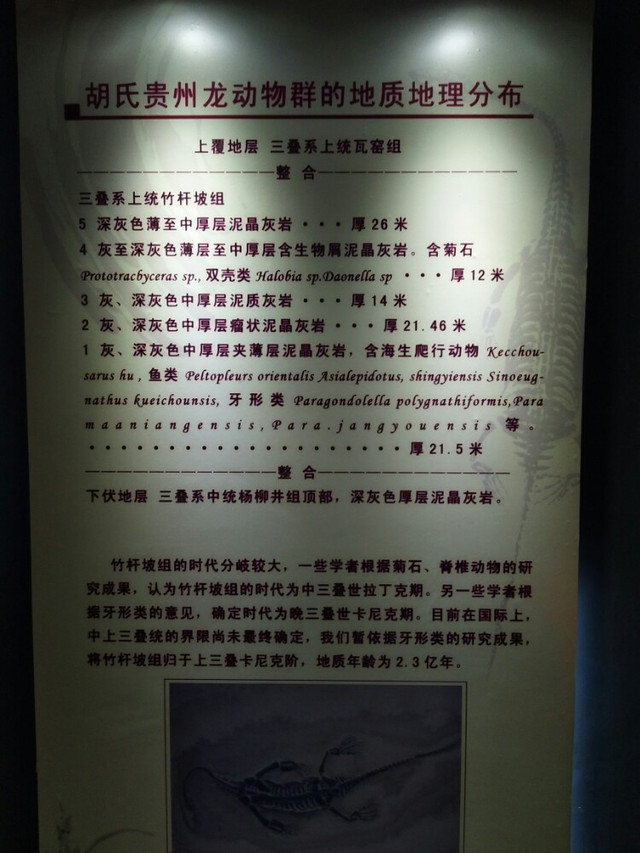 胡氏贵州龙动物群的地质地理分布
上覆地层 三叠系上统瓦窑组
———————————整 合———————————
三叠系上统竹杆坡组
5 深灰色薄至中厚层泥晶灰岩···厚26米
4 灰至深灰色薄层至中厚层含生物屑泥晶灰岩。含菊石
Prototracbyceras sp., 双壳类 Halobia sp.Daonella sp ···厚12米
3 灰、深灰色中厚层泥质灰岩···厚14米
2 灰、深灰色中厚层瘤状泥晶灰岩···厚21.46米
1 灰、深灰色中厚层夹薄层泥晶灰岩，含海生爬行动物 Kecchou-
sarus hu , 鱼类 Peltopleurs orientalis Asialepidotus, shingyiensis Sinoeug-
nathus kueichounsis, 牙形类 Paragondolella polygnathiformis,Para
maaniangensis,Para.jangyouensis 等。
····················厚21.5米
———————————整 合———————————
下伏地层 三叠系中统杨柳井组顶部，深灰色厚层泥晶灰岩。
竹杆坡组的时代分岐较大，一些学者根据菊石、脊椎动物的研
究成果，认为竹杆坡组的时代为中三叠世拉丁克期。另一些学者根
据牙形类的意见，确定时代为晚三叠世卡尼克期。目前在国际上，
中上三叠统的界限尚未最终确定，我们暂依据牙形类的研究成果，
将竹杆坡组归于上三叠卡尼克阶，地质年龄为2.3亿年。